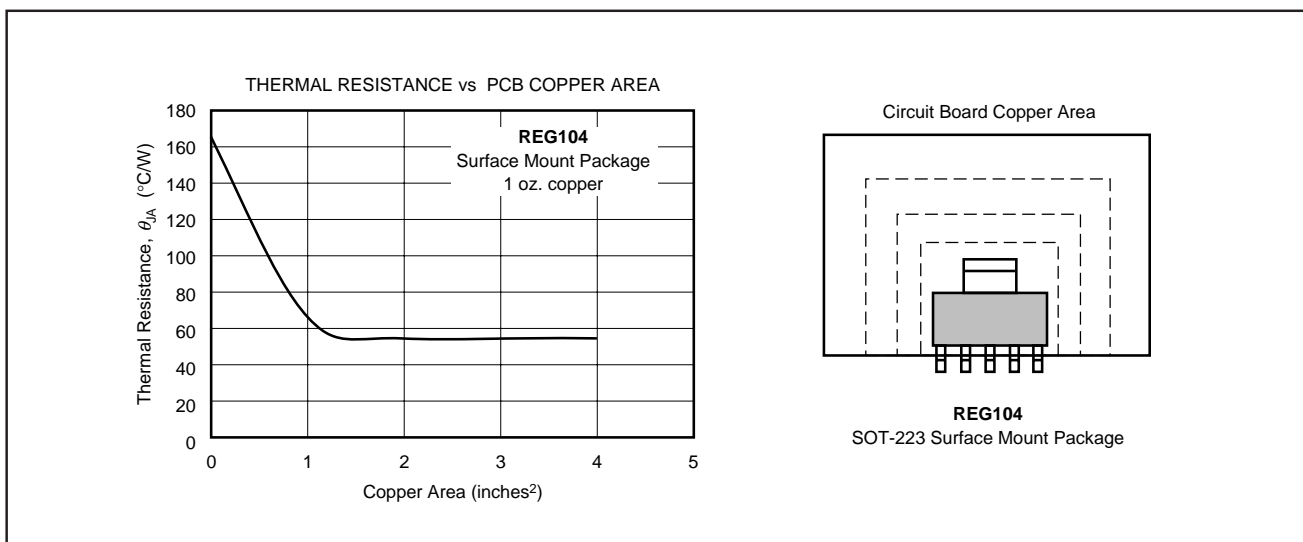 THERMAL RESISTANCE vs PCB COPPER AREA
180
160
140
120
100
80
60
40
20
0
Thermal Resistance, θJA (°C/W)
REG104
Surface Mount Package
1 oz. copper
0 1 2 3 4 5
Copper Area (inches²)
Circuit Board Copper Area
REG104
SOT-223 Surface Mount Package